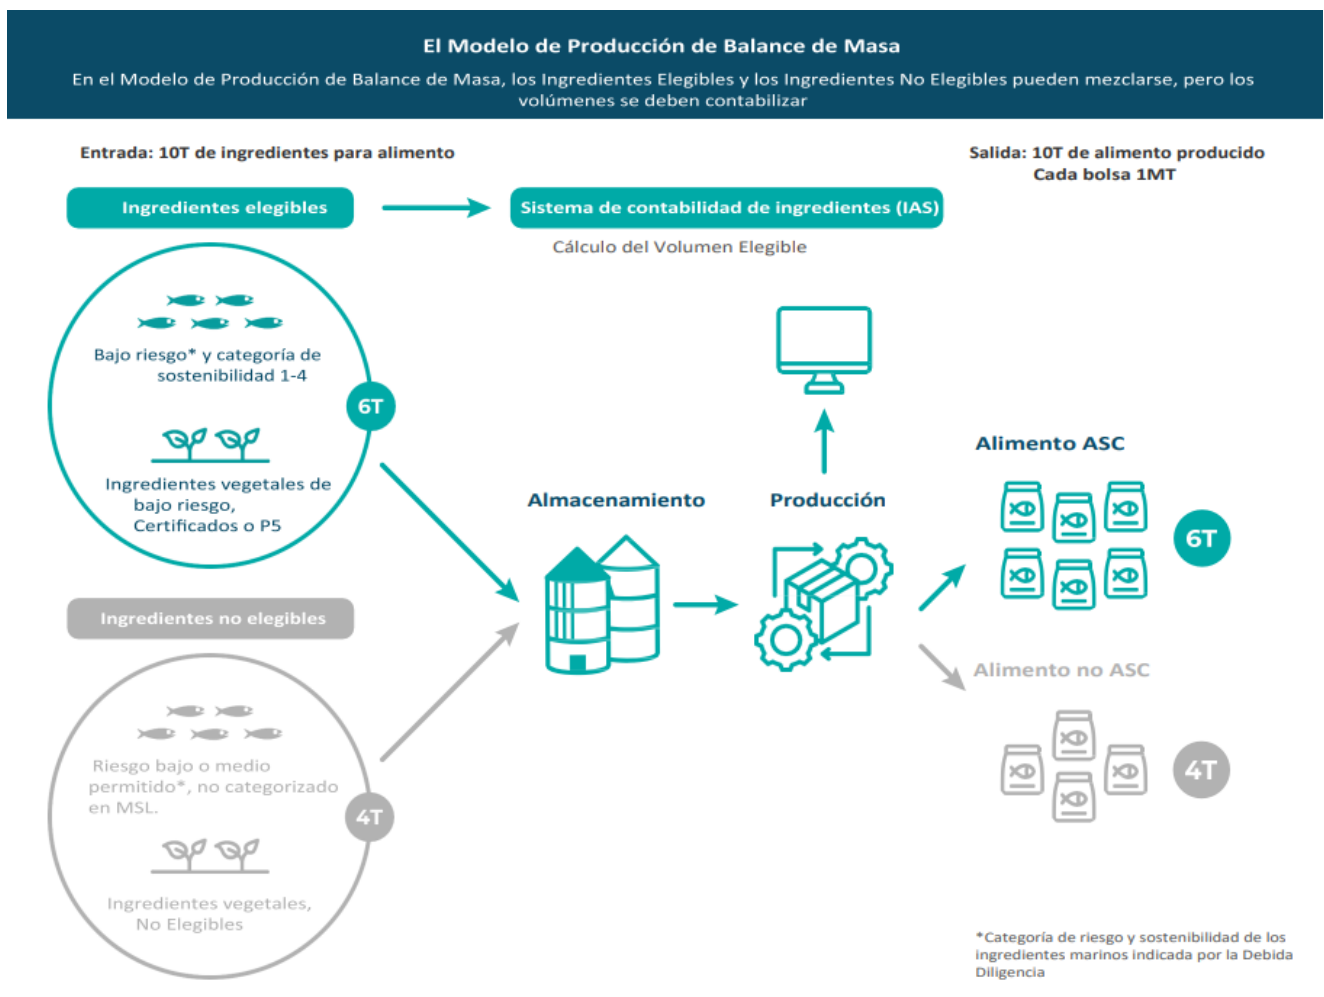 El Modelo de Producción de Balance de Masa
En el Modelo de Producción de Balance de Masa, los Ingredientes Elegibles y los Ingredientes No Elegibles pueden mezclarse, pero los
volúmenes se deben contabilizar
Entrada: 10T de ingredientes para alimento
Salida: 10T de alimento producido
Cada bolsa 1MT
Ingredientes elegibles
Sistema de contabilidad de ingredientes (IAS)
Cálculo del Volumen Elegible
Bajo riesgo* y categoría de
sostenibilidad 1-4
6T
Ingredientes vegetales de
bajo riesgo,
Certificados o P5
Almacenamiento
Producción
Alimento ASC
6T
Ingredientes no elegibles
Riesgo bajo o medio
permitido*, no categorizado
en MSL.
4T
Ingredientes vegetales,
No Elegibles
Alimento no ASC
4T
*Categoría de riesgo y sostenibilidad de los
ingredientes marinos indicada por la Debida
Diligencia